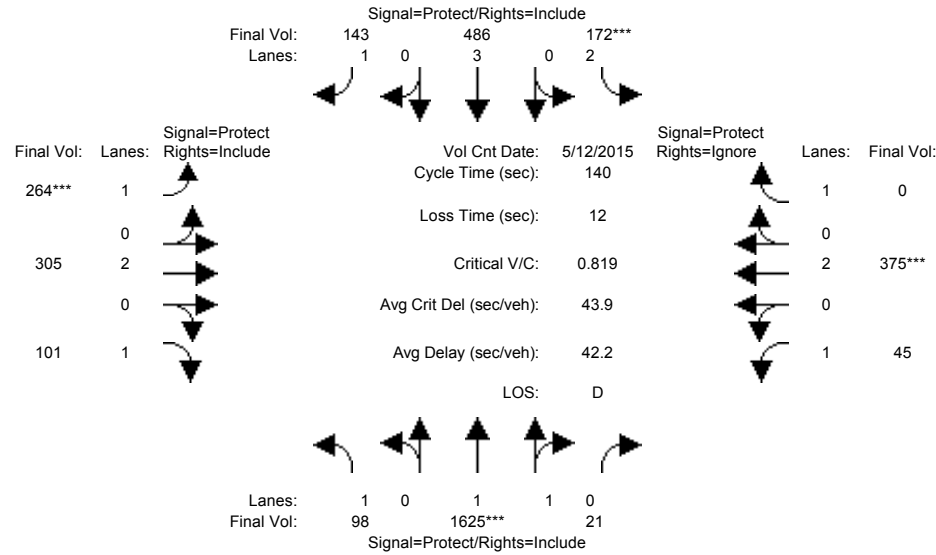 Signal=Protect/Rights=Include
Final Vol: 143 486 172***
Lanes: 1 0 3 0 2
Signal=Protect
Final Vol: Lanes: Rights=Include
Vol Cnt Date: 5/12/2015
Signal=Protect
Rights=Ignore Lanes: Final Vol:
Cycle Time (sec): 140
264*** 1
1 0
Loss Time (sec): 12
0
0
305 2
Critical V/C: 0.819
2 375***
0
Avg Crit Del (sec/veh): 43.9
0
101 1
Avg Delay (sec/veh): 42.2
1 45
LOS: D
Lanes: 1 0 1 1 0
Final Vol: 98 1625*** 21
Signal=Protect/Rights=Include